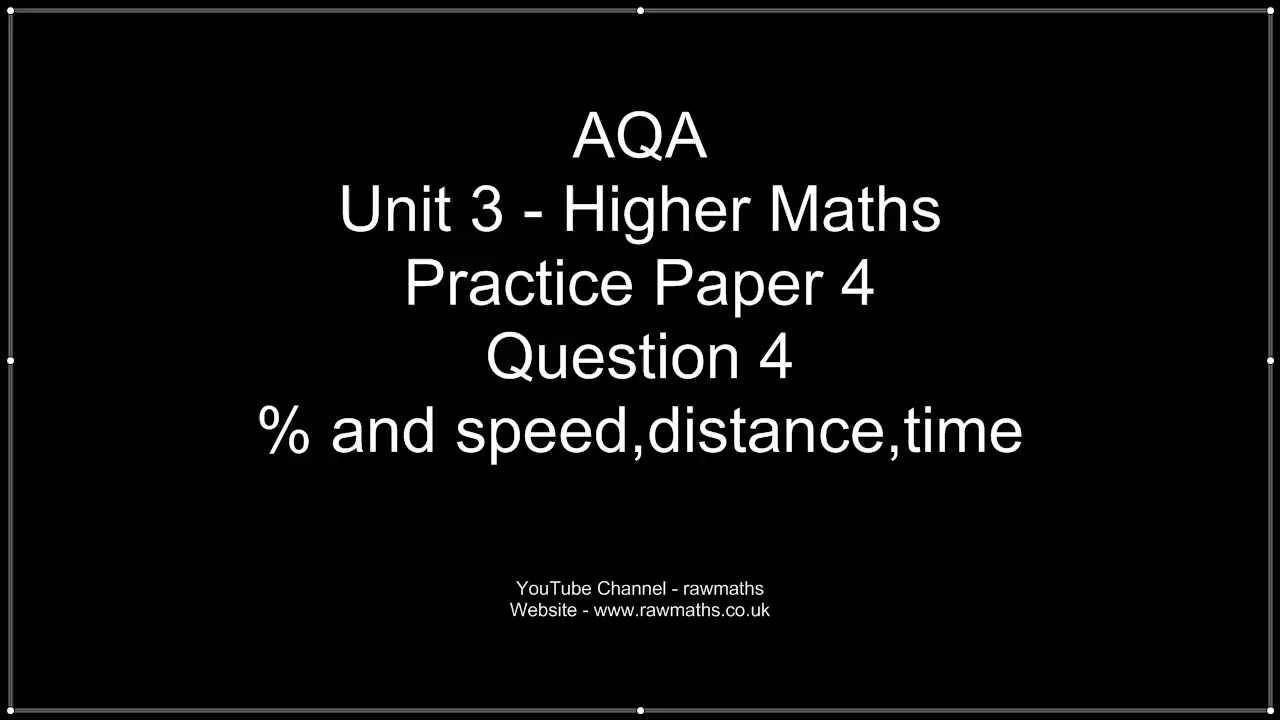 AQA
Unit 3 - Higher Maths
Practice Paper 4
Question 4
% and speed,distance,time
YouTube Channel - rawmaths
Website - www.rawmaths.co.uk